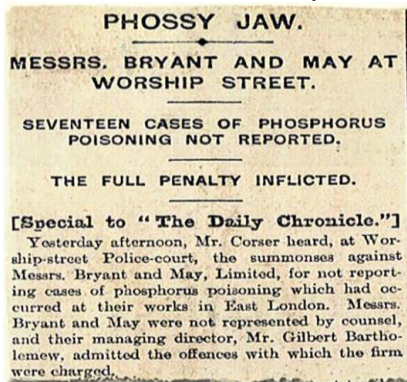 PHOSSY JAW.
MESSRS. BRYANT AND MAY AT
WORSHIP STREET.
SEVENTEEN CASES OF PHOSPHORUS
POISONING NOT REPORTED.
THE FULL PENALTY INFLICTED.
[Special to "The Daily Chronicle."]
Yesterday afternoon, Mr. Corser heard, at Wor-
ship-street Police-court, the summonses against
Messrs. Bryant and May, Limited, for not report-
ing cases of phosphorus poisoning which had oc-
curred at their works in East London. Messrs.
Bryant and May were not represented by counsel,
and their managing director, Mr. Gilbert Bartho-
lemew, admitted the offences with which the firm
were charged.